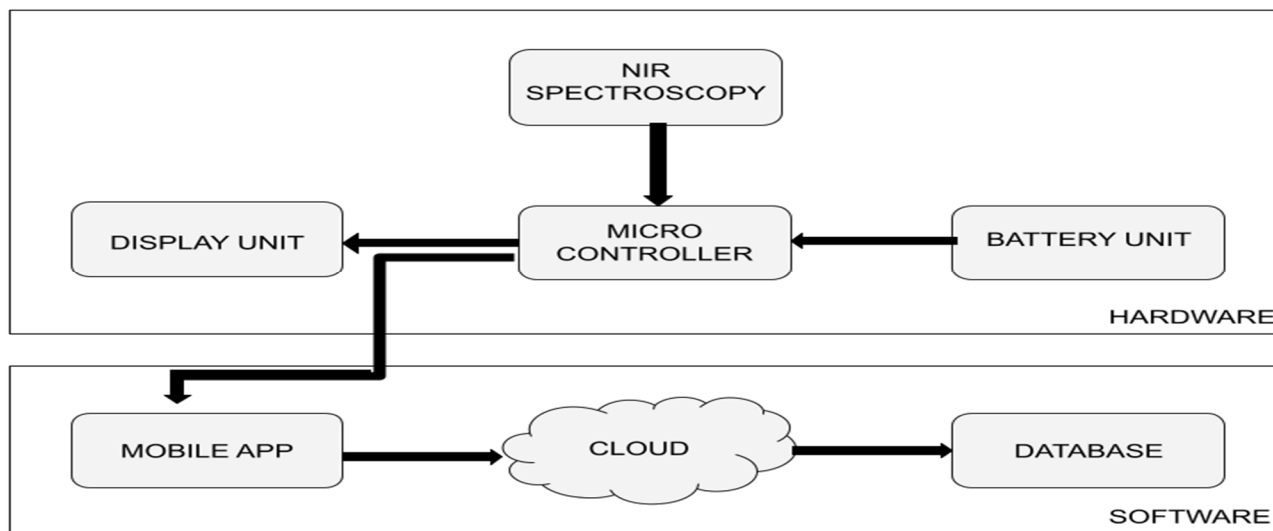 NIR
SPECTROSCOPY
DISPLAY UNIT
MICRO
CONTROLLER
BATTERY UNIT
HARDWARE
MOBILE APP
CLOUD
DATABASE
SOFTWARE